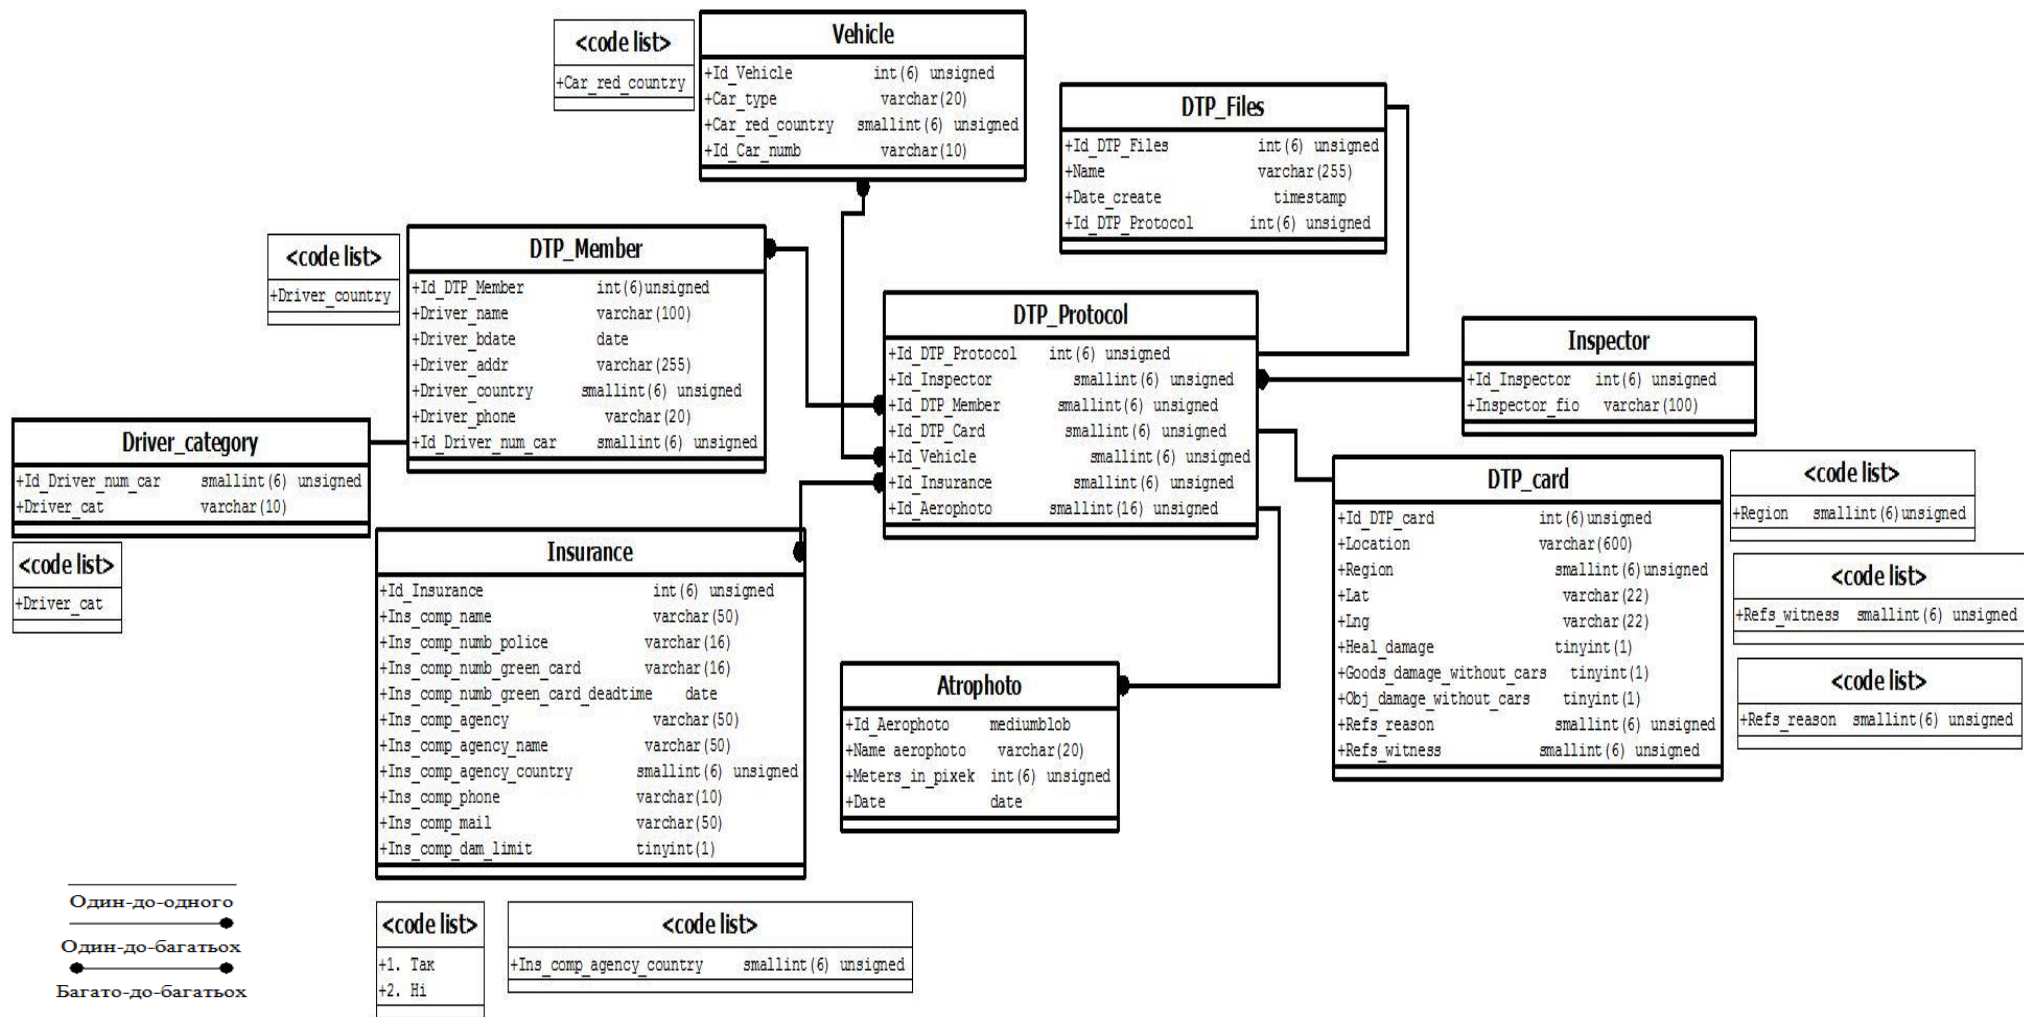 <code list>
+Car_red_country
Vehicle
+Id_Vehicle int(6) unsigned
+Car_type varchar(20)
+Car_red_country smallint(6) unsigned
+Id_Car_numb varchar(10)
DTP_Files
+Id_DTP_Files int(6) unsigned
+Name varchar(255)
+Date_create timestamp
+Id_DTP_Protocol int(6) unsigned
<code list>
+Driver_country
DTP_Member
+Id_DTP_Member int(6)unsigned
+Driver_name varchar(100)
+Driver_bdate date
+Driver_addr varchar(255)
+Driver_country smallint(6) unsigned
+Driver_phone varchar(20)
+Id_Driver_num_car smallint(6) unsigned
DTP_Protocol
+Id_DTP_Protocol int(6) unsigned
+Id_Inspector smallint(6) unsigned
+Id_DTP_Member smallint(6) unsigned
+Id_DTP_Card smallint(6) unsigned
+Id_Vehicle smallint(6) unsigned
+Id_Insurance smallint(6) unsigned
+Id_Aerophoto smallint(16) unsigned
Inspector
+Id_Inspector int(6) unsigned
+Inspector_fio varchar(100)
Driver_category
+Id_Driver_num_car smallint(6) unsigned
+Driver_cat varchar(10)
<code list>
+Driver_cat
Insurance
+Id_Insurance int(6) unsigned
+Ins_comp_name varchar(50)
+Ins_comp_numb_police varchar(16)
+Ins_comp_numb_green_card varchar(16)
+Ins_comp_numb_green_card_deadtime date
+Ins_comp_agency varchar(50)
+Ins_comp_agency_name varchar(50)
+Ins_comp_agency_country smallint(6) unsigned
+Ins_comp_phone varchar(10)
+Ins_comp_mail varchar(50)
+Ins_comp_dam_limit tinyint(1)
DTP_card
+Id_DTP_card int(6)unsigned
+Location varchar(600)
+Region smallint(6)unsigned
+Lat varchar(22)
+Lng varchar(22)
+Heal_damage tinyint(1)
+Goods_damage_without_cars tinyint(1)
+Obj_damage_without_cars tinyint(1)
+Refs_reason smallint(6) unsigned
+Refs_witness smallint(6) unsigned
<code list>
+Region smallint(6)unsigned
<code list>
+Refs_witness smallint(6) unsigned
<code list>
+Refs_reason smallint(6) unsigned
Atrophoto
+Id_Aerophoto mediumblob
+Name aerophoto varchar(20)
+Meters_in_pixek int(6) unsigned
+Date date
Один-до-одного
Один-до-багатьох
Багато-до-багатьох
<code list>
+1. Так
+2. Ні
<code list>
+Ins_comp_agency_country smallint(6) unsigned